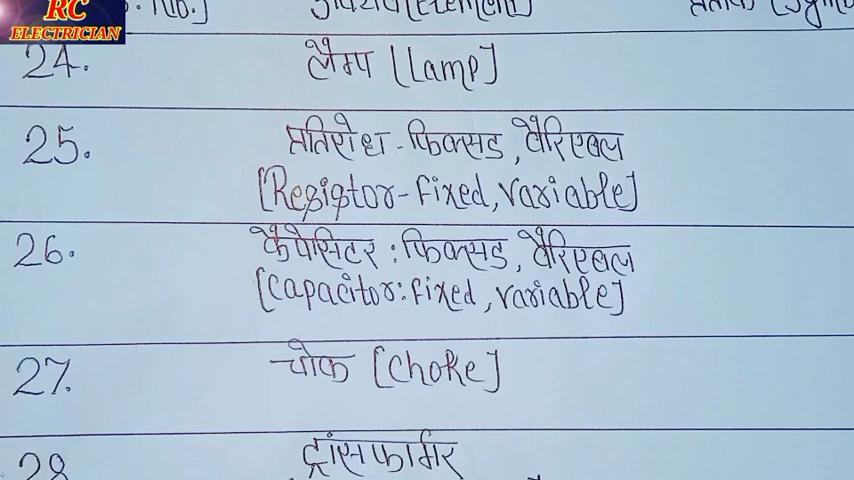 RC
ELECTRICIAN
24. लैम्प [Lamp]
25. प्रतिरोध - फिक्सड, वैरिएबल
[Resistor-fixed, variable]
26. कैपेसिटर : फिक्सड, वैरिएबल
[Capacitor: fixed, variable]
27. चोक [Choke]
28 ट्रांसफार्मर